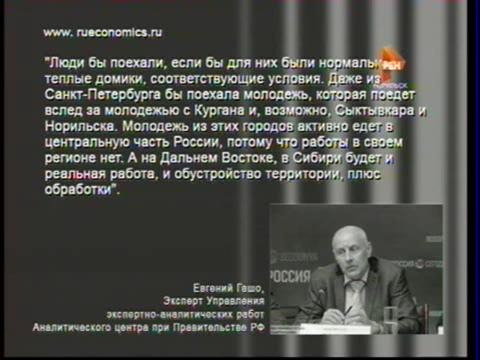 www. rueconomics.ru
РЕН
НОРИЛЬСК
"Люди бы поехали, если бы для них были нормальные
теплые домики, соответствующие условия. Даже из
Санкт-Петербурга бы поехала молодежь, которая поедет
вслед за молодежью с Кургана и, возможно, Сыктывкара и
Норильска. Молодежь из этих городов активно едет в
центральную часть России, потому что работы в своем
регионе нет. А на Дальнем Востоке, в Сибири будет и
реальная работа, и обустройство территории, плюс
обработки".
РОССИЯ
Евгений Гашо,
Эксперт Управления
экспертно-аналитических работ
Аналитического центра при Правительстве РФ